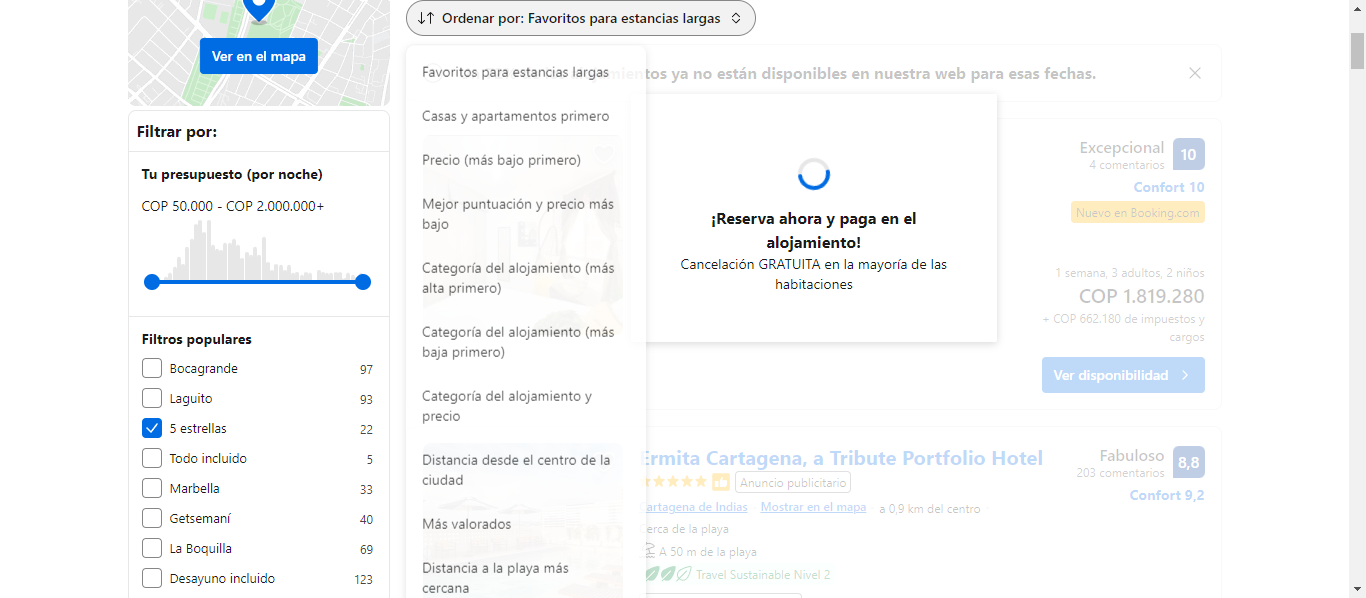 Ordenar por: Favoritos para estancias largas
Ver en el mapa
Filtrar por:
Tu presupuesto (por noche)
COP 50.000 - COP 2.000.000+
Filtros populares
Bocagrande 97
Laguito 93
5 estrellas 22
Todo incluido 5
Marbella 33
Getsemaní 40
La Boquilla 69
Desayuno incluido 123
Favoritos para estancias largas
Casas y apartamentos primero
Precio (más bajo primero)
Mejor puntuación y precio más
bajo
Categoría del alojamiento (más
alta primero)
Categoría del alojamiento (más
baja primero)
Categoría del alojamiento y
precio
Distancia desde el centro de la
ciudad
Más valorados
Distancia a la playa más
cercana
ya no están disponibles en nuestra web para esas fechas.
¡Reserva ahora y paga en el
alojamiento!
Cancelación GRATUITA en la mayoría de las
habitaciones
Excepcional 10
4 comentarios
Confort 10
Nuevo en Booking.com
1 semana, 3 adultos, 2 niños
COP 1.819.280
+ COP 662.180 de impuestos y
cargos
Ver disponibilidad
Ermita Cartagena, a Tribute Portfolio Hotel
Anuncio publicitario
Cartagena de Indias Mostrar en el mapa a 0,9 km del centro
Cerca de la playa
A 50 m de la playa
Travel Sustainable Nivel 2
Fabuloso 8,8
203 comentarios
Confort 9,2